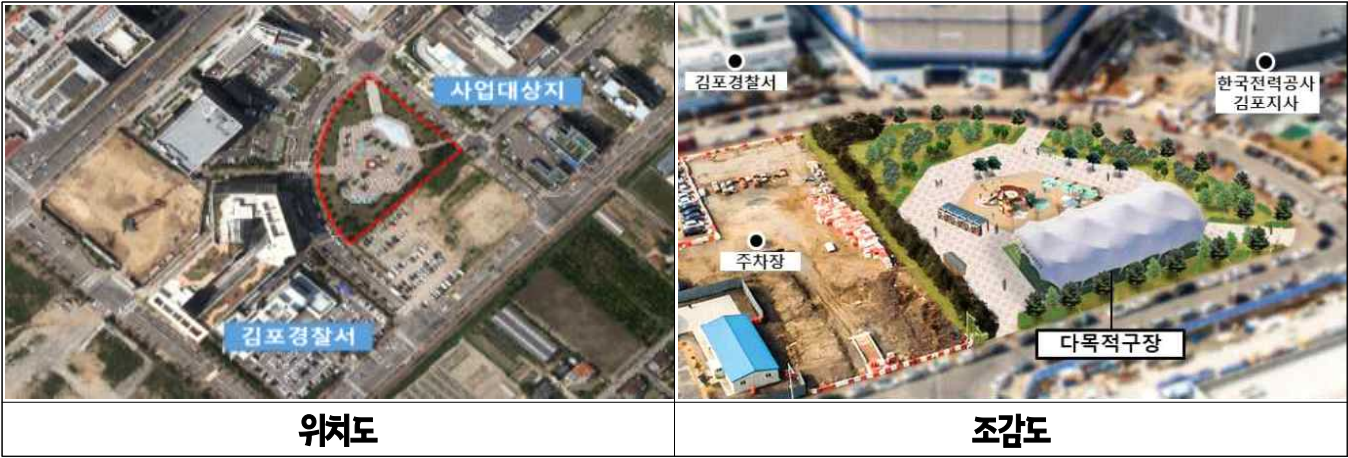 사업대상지
김포경찰서
위치도
김포경찰서
한국전력공사
김포지사
주차장
다목적구장
조감도